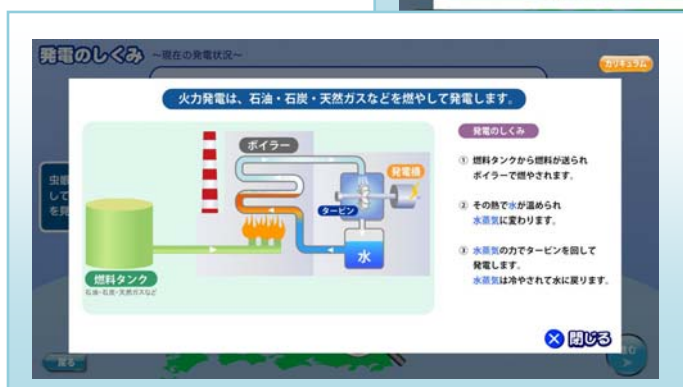 発電のしくみ ～現在の発電状況～
カリキュラム
火力発電は、石油・石炭・天然ガスなどを燃やして発電します。
ボイラー
発電機
タービン
水
燃料タンク
石油・石炭・天然ガスなど
発電のしくみ
① 燃料タンクから燃料が送られ
ボイラーで燃やされます。
② その熱で水が温められ
水蒸気に変わります。
③ 水蒸気の力でタービンを回して
発電します。
水蒸気は冷やされて水に戻ります。
して
を発
閉じる
戻る